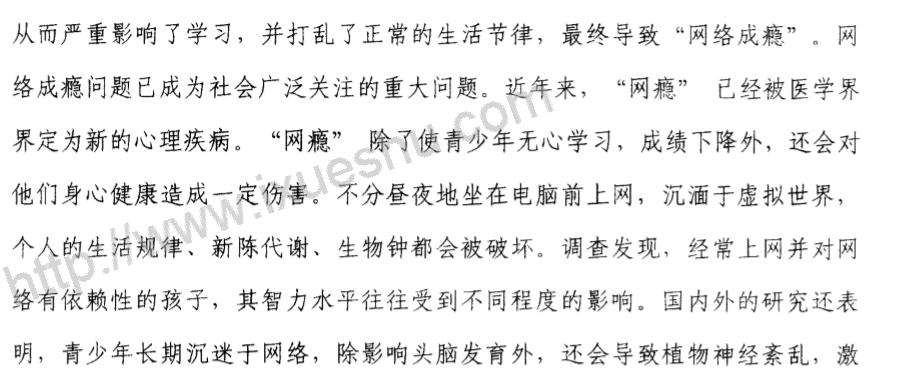 从而严重影响了学习，并打乱了正常的生活节律，最终导致“网络成瘾”。网
络成瘾问题已成为社会广泛关注的重大问题。近年来，“网瘾” 已经被医学界
界定为新的心理疾病。“网瘾” 除了使青少年无心学习，成绩下降外，还会对
他们身心健康造成一定伤害。不分昼夜地坐在电脑前上网，沉湎于虚拟世界，
个人的生活规律、新陈代谢、生物钟都会被破坏。调查发现，经常上网并对网
络有依赖性的孩子，其智力水平往往受到不同程度的影响。国内外的研究还表
明，青少年长期沉迷于网络，除影响头脑发育外，还会导致植物神经紊乱，激
http://www.ixueshu.com